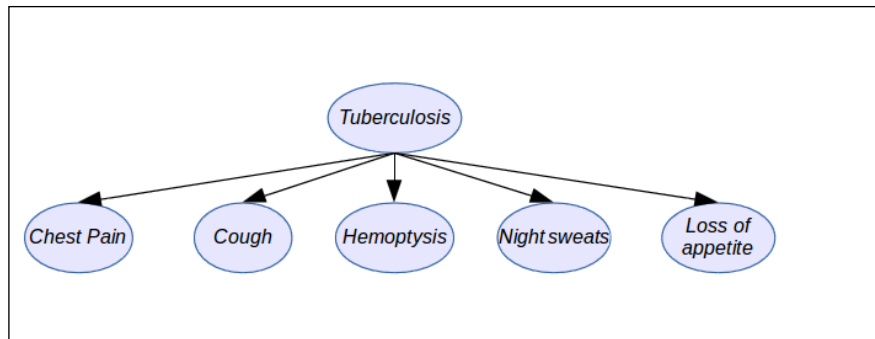 Tuberculosis
Chest Pain
Cough
Hemoptysis
Night sweats
Loss of
appetite